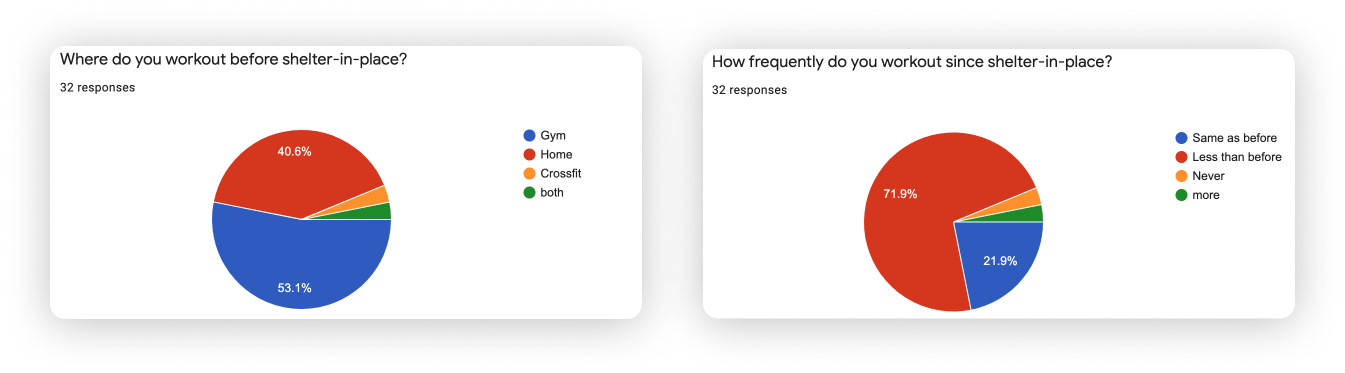 Where do you workout before shelter-in-place?
32 responses
40.6%
53.1%
Gym
Home
Crossfit
both
How frequently do you workout since shelter-in-place?
32 responses
71.9%
21.9%
Same as before
Less than before
Never
more